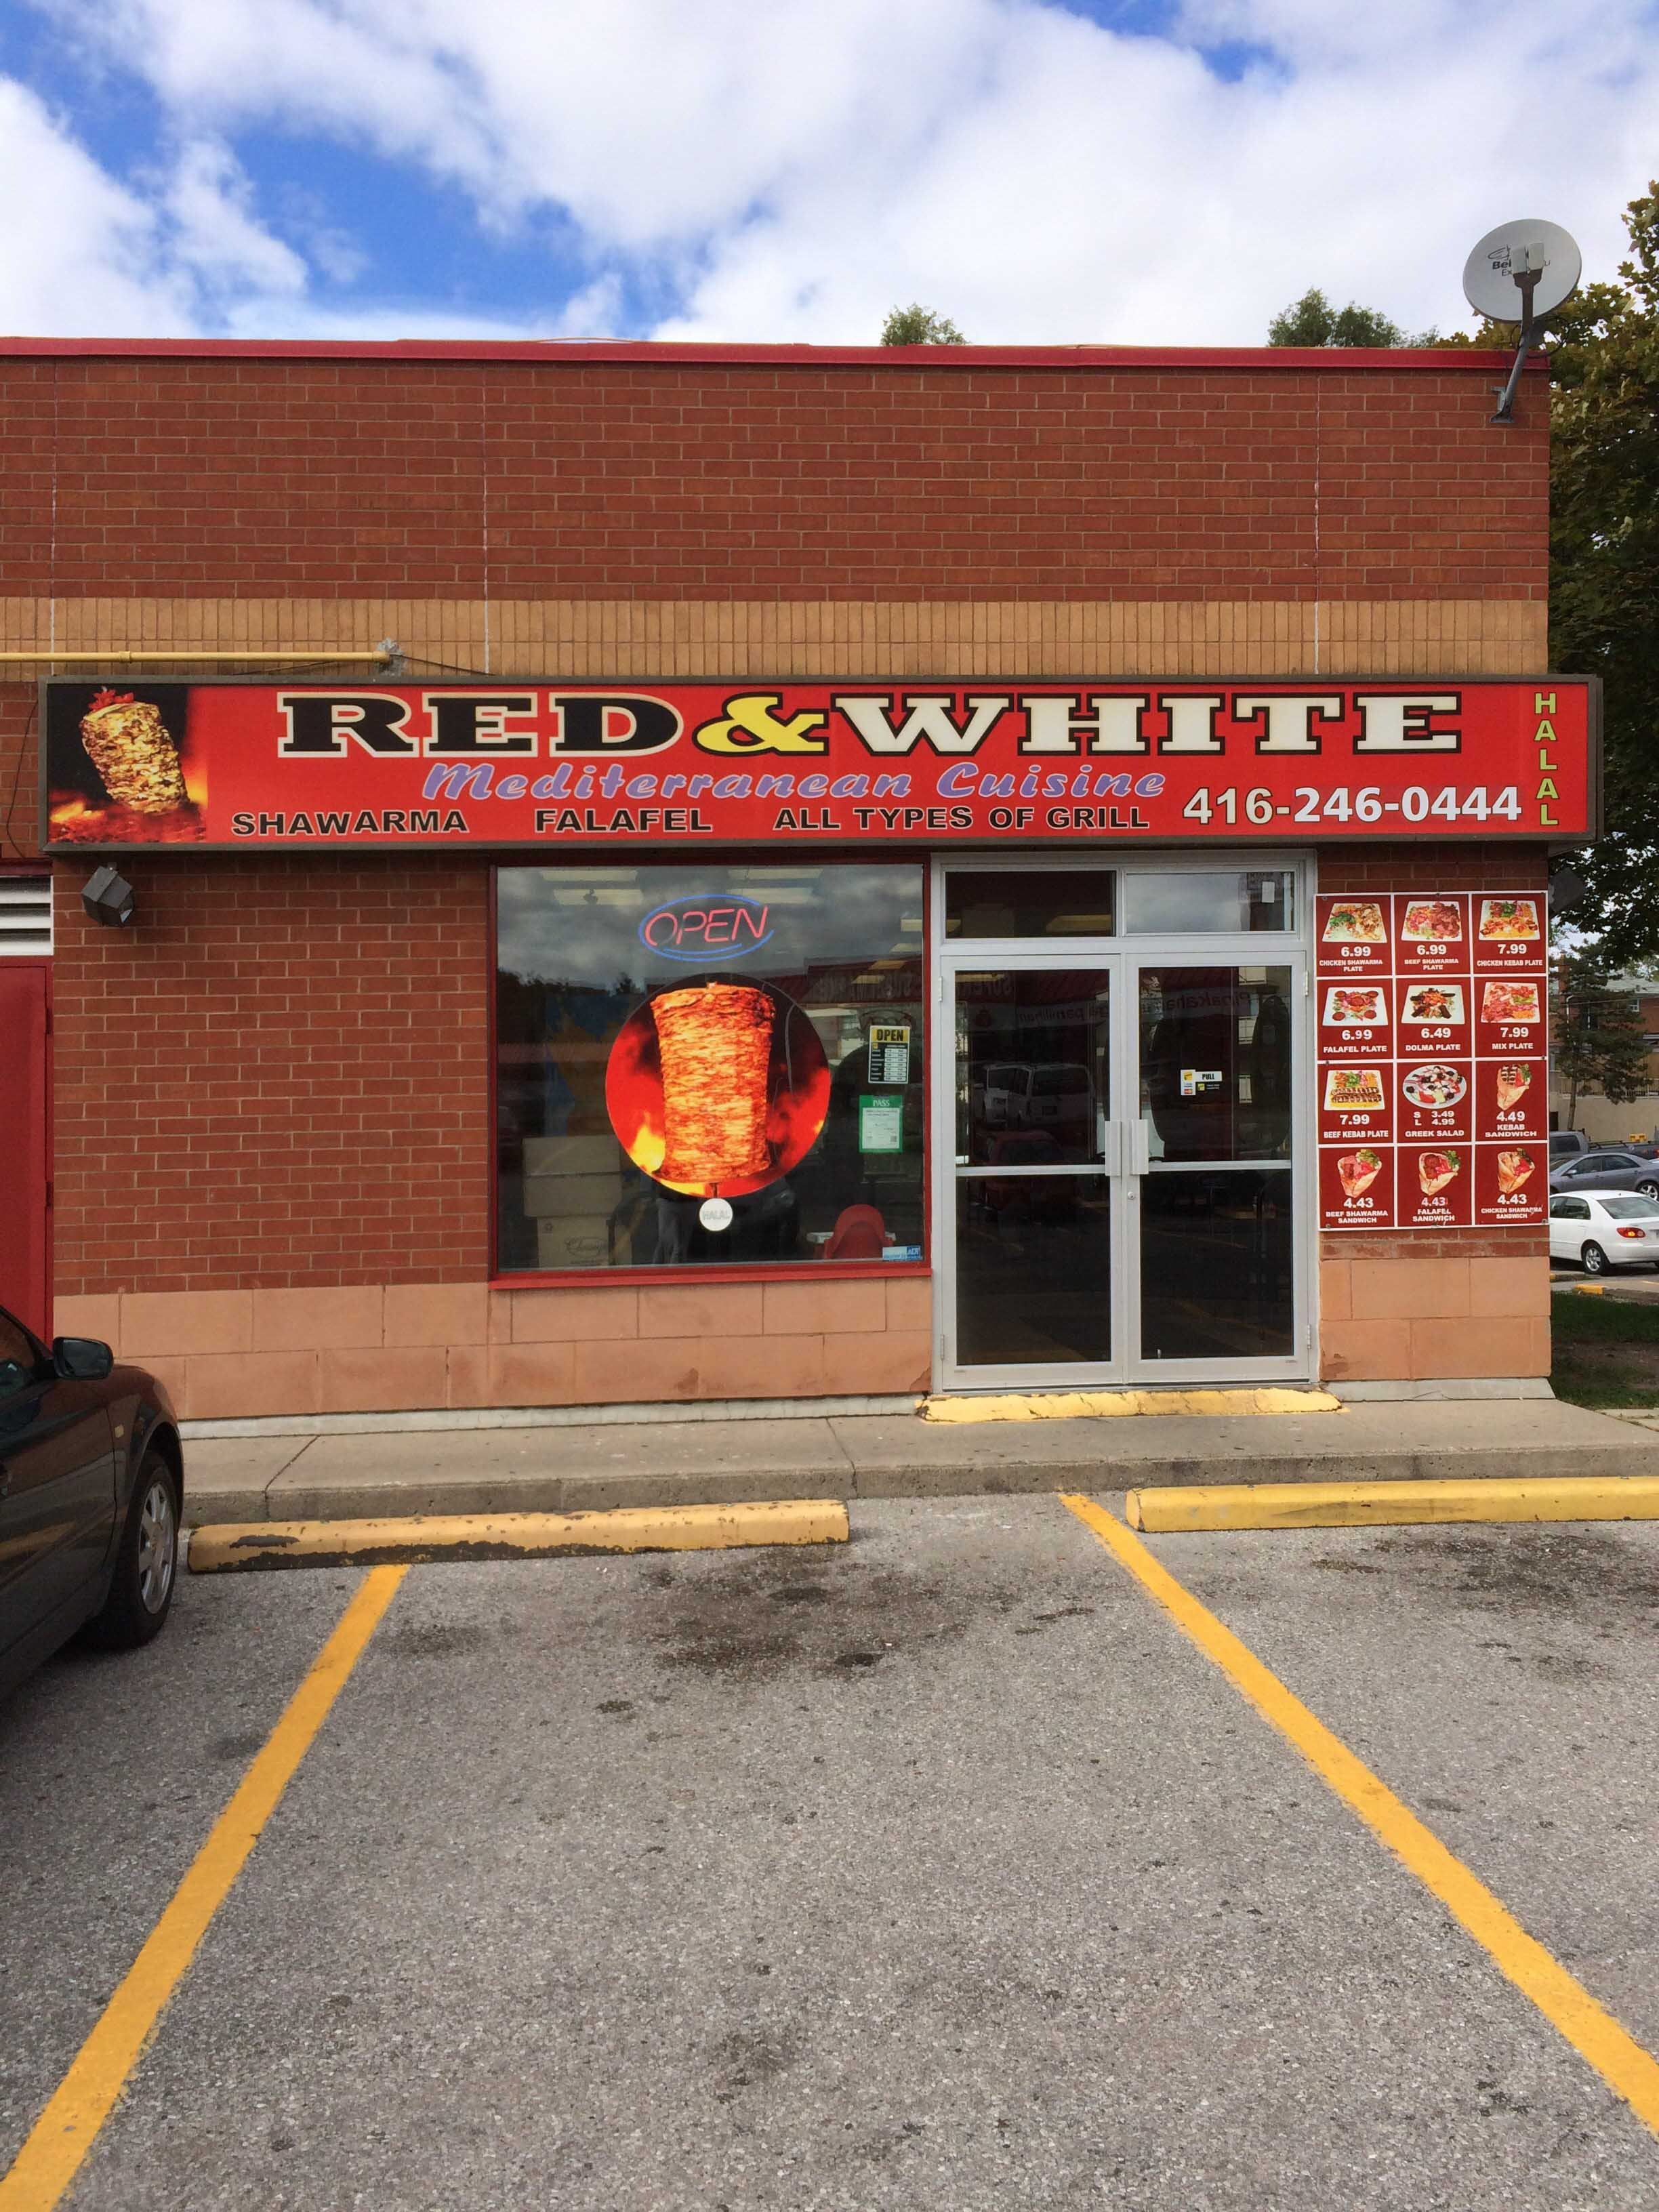 RED & WHITE
Mediterranean Cuisine
SHAWARMA FALAFEL ALL TYPES OF GRILL
416-246-0444
HALAL
Bell
OPEN
OPEN
PASS
HALAL
PULL
6.99
CHICKEN SHAWARMA
PLATE
6.99
BEEF SHAWARMA
PLATE
7.99
CHICKEN KEBAB PLATE
6.99
FALAFEL PLATE
6.49
DOLMA PLATE
7.99
MIX PLATE
7.99
BEEF KEBAB PLATE
S 3.49
L 4.99
GREEK SALAD
4.49
KEBAB
SANDWICH
4.43
BEEF SHAWARMA
SANDWICH
4.43
FALAFEL
SANDWICH
4.43
CHICKEN SHAWARMA
SANDWICH